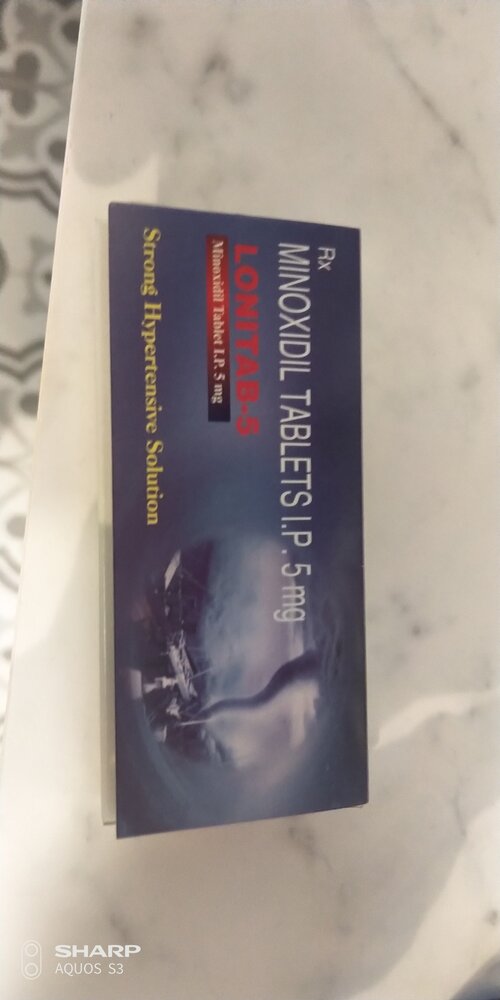 Rx
MINOXIDIL TABLETS I.P. 5 mg
LONITAB-5
Minoxidil Tablet I.P. 5 mg
Strong Hypertensive Solution
SHARP
AQUOS S3